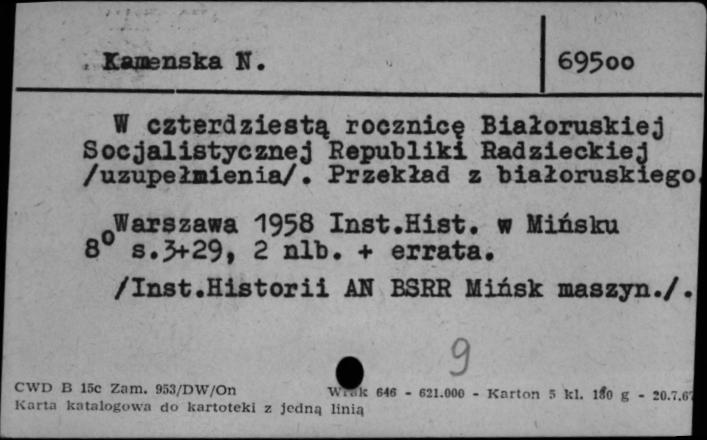 Kamenska N.
69500
W czterdziestą rocznicę Białoruskiej
Socjalistycznej Republiki Radzieckiej
/uzupełnienia/. Przekład z białoruskiego
Warszawa 1958 Inst.Hist. w Mińsku
8° s.3+29, 2 nlb. + errata.
/Inst.Historii AN BSRR Mińsk maszyn./.
9
CWD B 15c Zam. 953/DW/On 646 - 621.000 - Karton 5 kl. 180 g - 20.7.67
Karta katalogowa do kartoteki z jedną linią